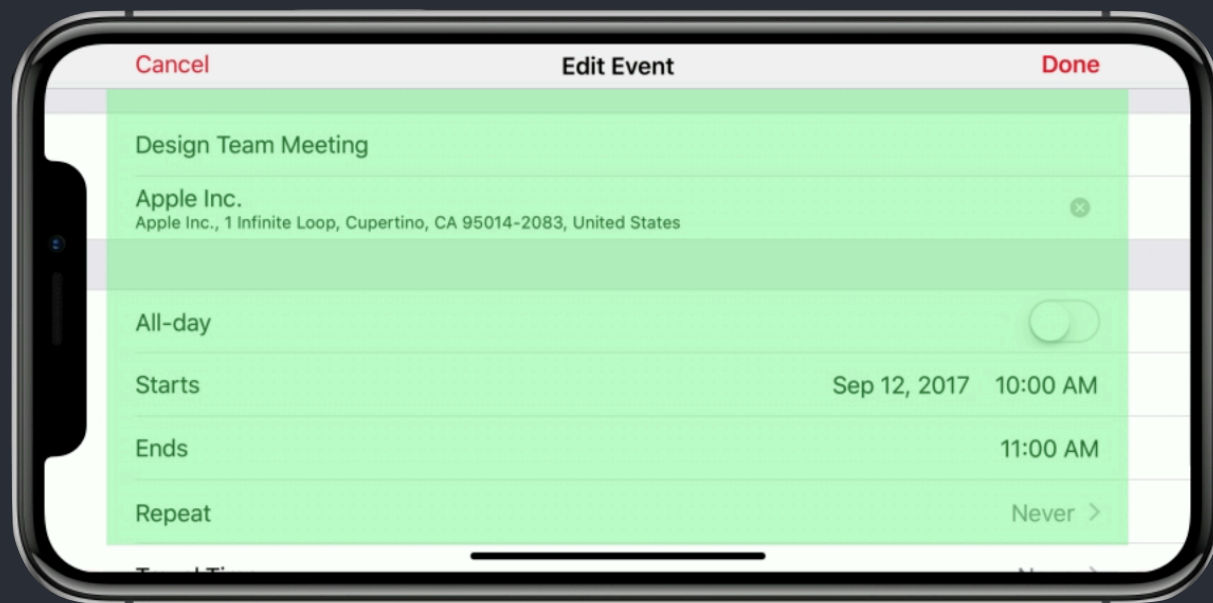 Cancel Edit Event Done
Design Team Meeting
Apple Inc.
Apple Inc., 1 Infinite Loop, Cupertino, CA 95014-2083, United States
All-day
Starts Sep 12, 2017 10:00 AM
Ends 11:00 AM
Repeat Never